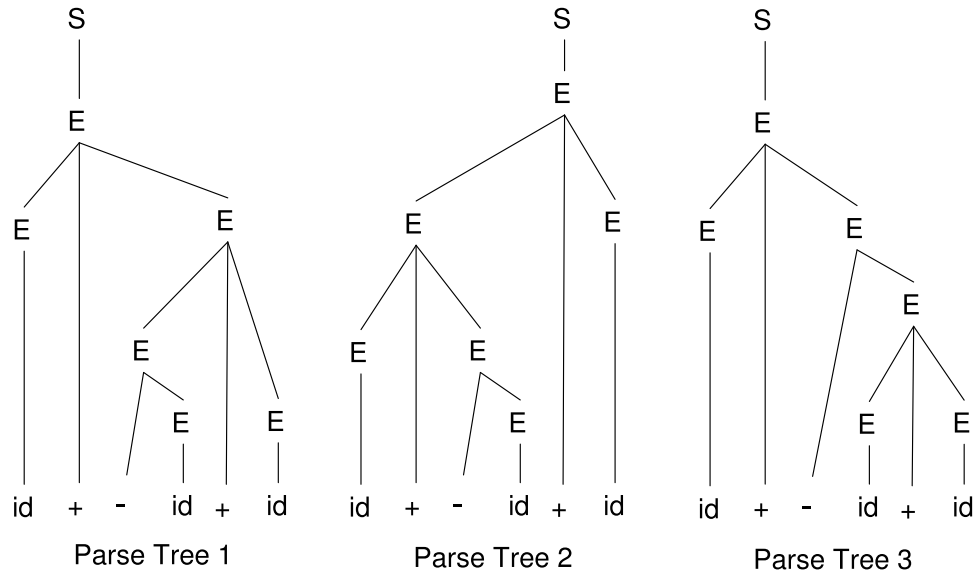 S S S
E E E
E E E E E E
E E E E
E E E E E
id + - id + id id + - id + id id + - id + id
Parse Tree 1 Parse Tree 2 Parse Tree 3